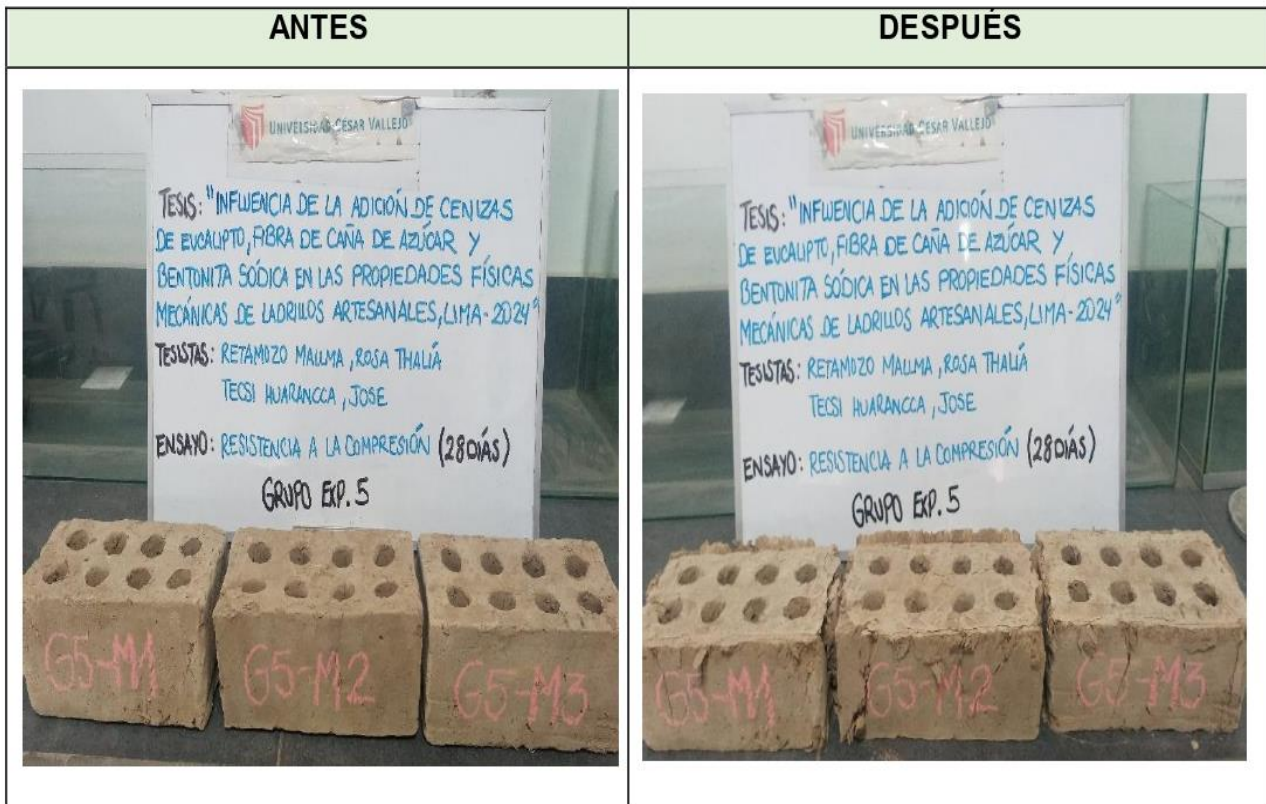 ANTES
DESPUÉS
UNIVERSIDAD CÉSAR VALLEJO
TESIS: "INFLUENCIA DE LA ADICIÓN DE CENIZAS
DE EUCALIPTO, FIBRA DE CAÑA DE AZÚCAR Y
BENTONITA SÓDICA EN LAS PROPIEDADES FÍSICAS
MECÁNICAS DE LADRILLOS ARTESANALES, LIMA-2024"
TESISTAS: RETAMOZO MALLMA, ROSA THALIÁ
TECSI HUARANCCA, JOSE
ENSAYO: RESISTENCIA A LA COMPRESIÓN (28 DÍAS)
GRUPO EXP. 5
G5-M1
G5-M2
G5-M3
UNIVERSIDAD CÉSAR VALLEJO
TESIS: "INFLUENCIA DE LA ADICIÓN DE CENIZAS
DE EUCALIPTO, FIBRA DE CAÑA DE AZÚCAR Y
BENTONITA SÓDICA EN LAS PROPIEDADES FÍSICAS
MECÁNICAS DE LADRILLOS ARTESANALES, LIMA-2024"
TESISTAS: RETAMOZO MALLMA, ROSA THALIÁ
TECSI HUARANCCA, JOSE
ENSAYO: RESISTENCIA A LA COMPRESIÓN (28 DÍAS)
GRUPO EXP. 5
G5-M1
G5-M2
G5-M3